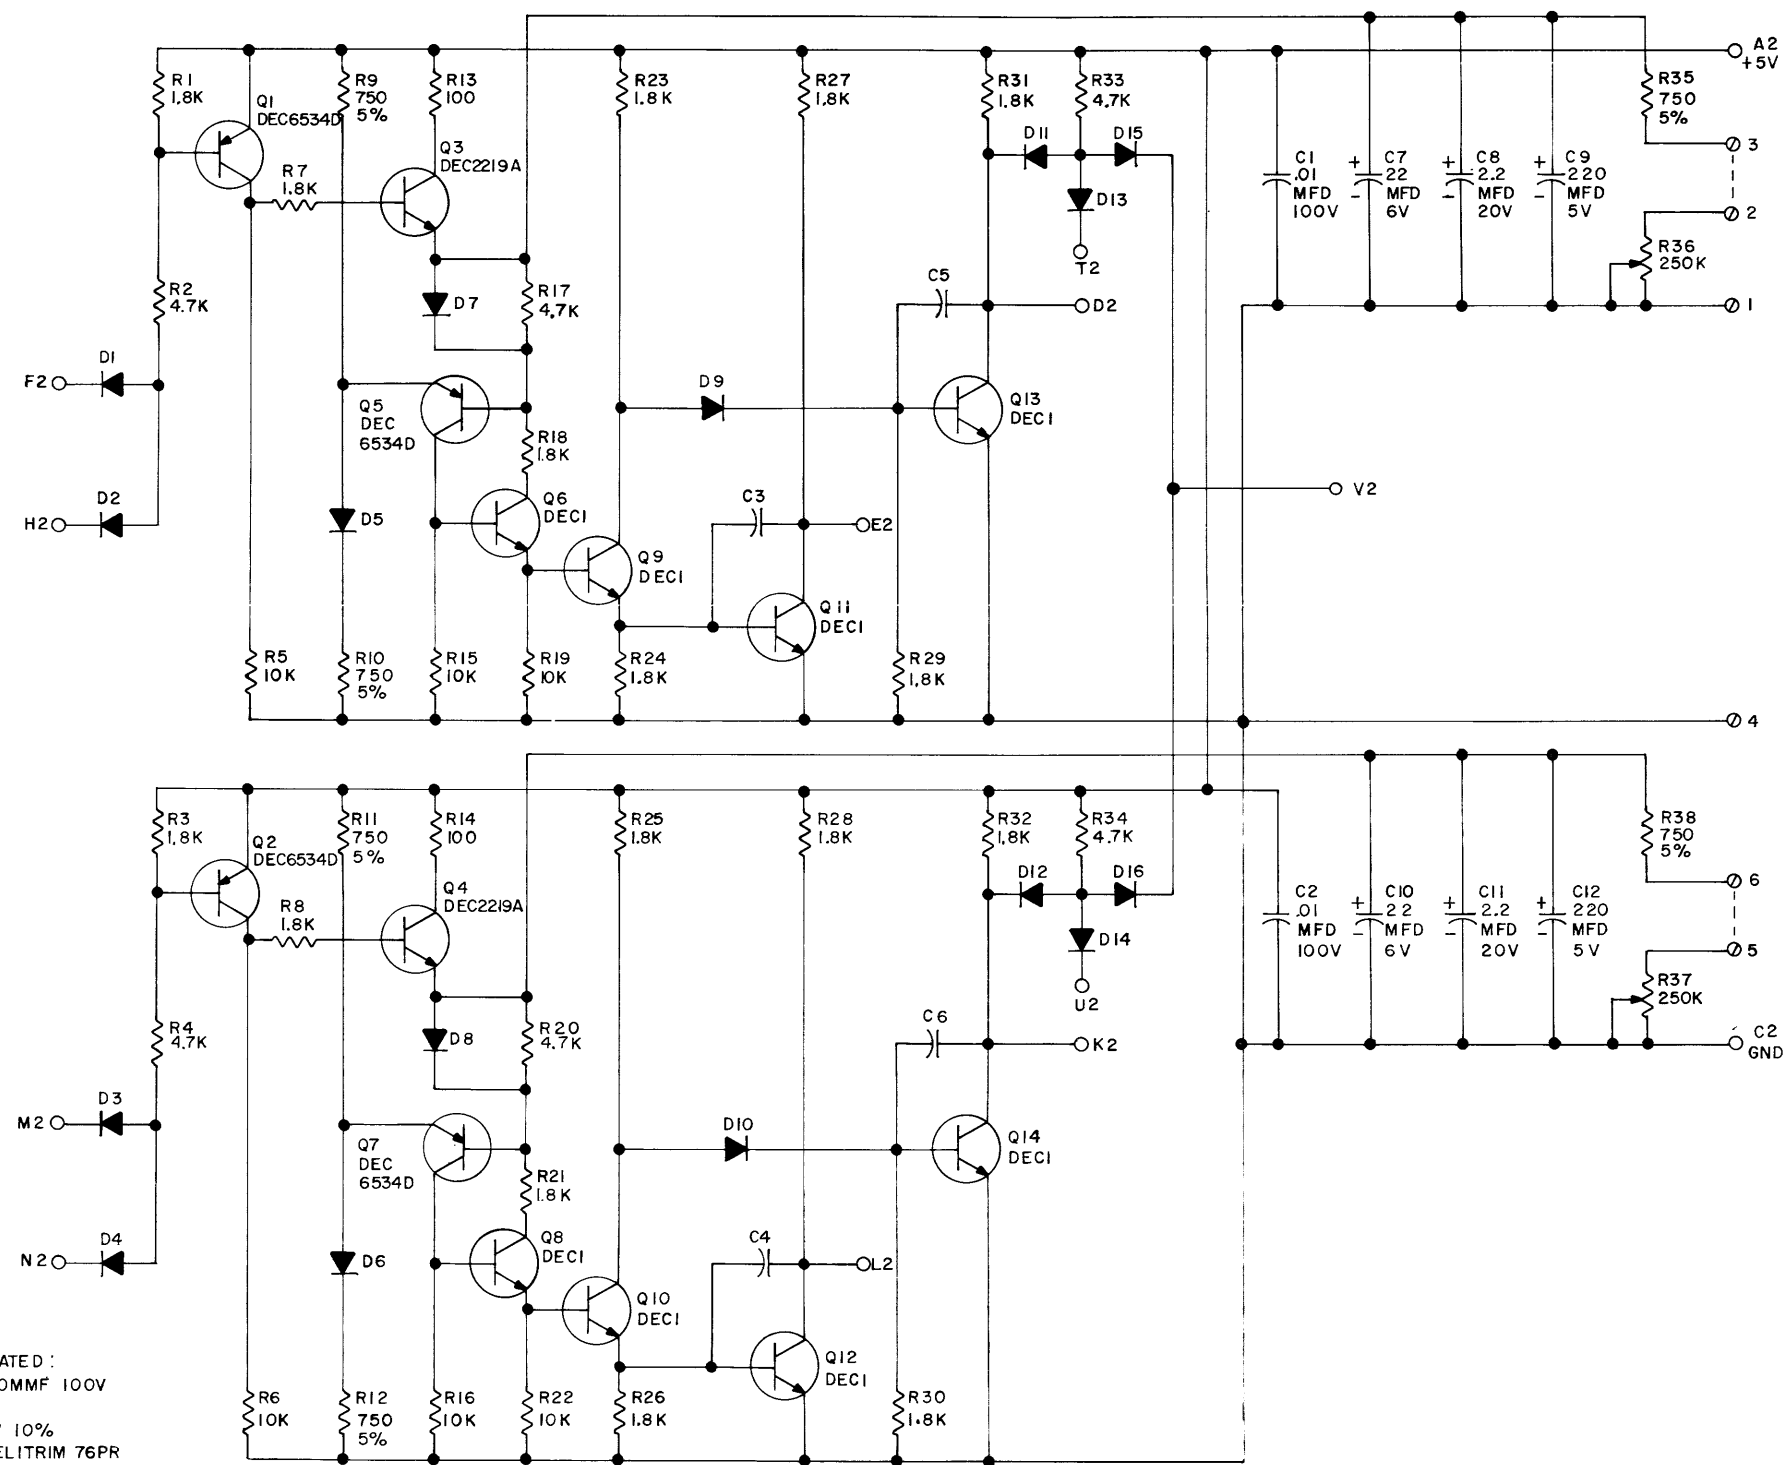 A2
+5V
R1
1.8K
Q1
DEC6534D
R9
750
5%
R13
100
R23
1.8K
R27
1.8K
R31
1.8K
R33
4.7K
R35
750
5%
Q3
DEC2219A
D11
D15
3
R7
1.8K
C1
.01
MFD
100V
+
C7
22
MFD
6V
−
+
C8
2.2
MFD
20V
−
+
C9
220
MFD
5V
−
D13
2
T2
R36
250K
R2
4.7K
D7
R17
4.7K
C5
D2
1
F2
D1
Q5
DEC
6534D
D9
Q13
DEC1
R18
1.8K
H2
D2
D5
Q6
DEC1
C3
E2
V2
Q9
DEC1
Q11
DEC1
R5
10K
R10
750
5%
R15
10K
R19
10K
R24
1.8K
R29
1.8K
4
R3
1.8K
Q2
DEC6534D
R11
750
5%
R14
100
R25
1.8K
R28
1.8K
R32
1.8K
R34
4.7K
R38
750
5%
Q4
DEC2219A
D12
D16
6
R8
1.8K
C2
.01
MFD
100V
+
C10
22
MFD
6V
−
+
C11
2.2
MFD
20V
−
+
C12
220
MFD
5V
−
D14
5
U2
R37
250K
R4
4.7K
D8
R20
4.7K
C6
K2
C2
GND
M2
D3
Q7
DEC
6534D
D10
Q14
DEC1
R21
1.8K
N2
D4
D6
Q8
DEC1
C4
L2
Q10
DEC1
Q12
DEC1
ATED:
OMMF 100V
R6
10K
R12
750
5%
R16
10K
R22
10K
R26
1.8K
R30
1.8K
10%
ELITRIM 76PR